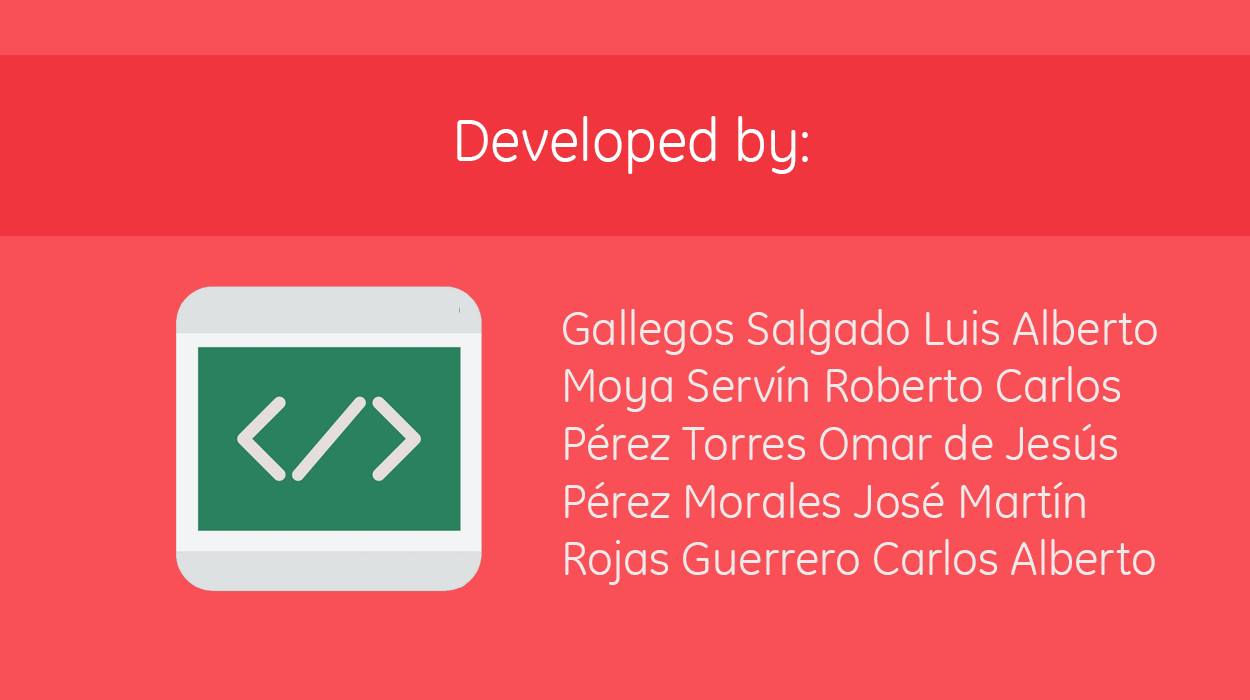 Developed by:
Gallegos Salgado Luis Alberto
Moya Servín Roberto Carlos
Pérez Torres Omar de Jesús
Pérez Morales José Martín
Rojas Guerrero Carlos Alberto